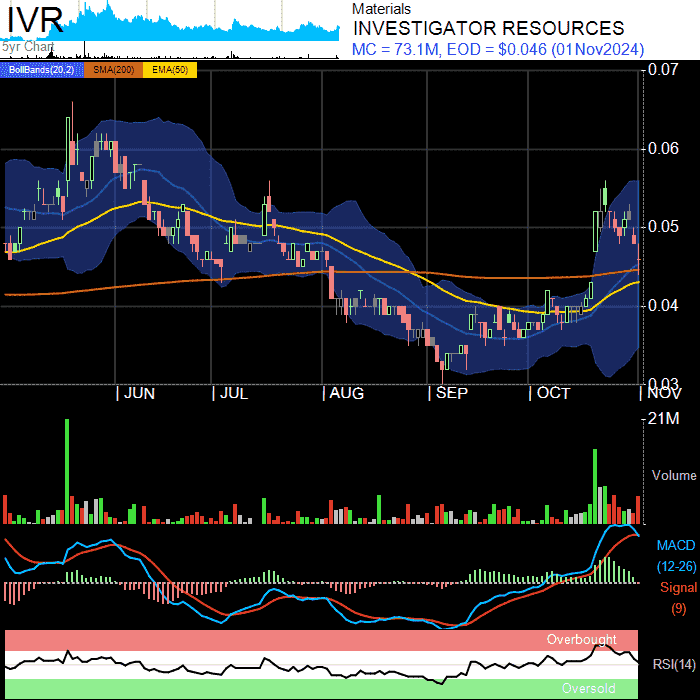 IVR
5yr Chart
Materials
INVESTIGATOR RESOURCES
MC = 73.1M, EOD = $0.046 (01Nov2024)
BollBands(20,2) SMA(200) EMA(50)
0.07
0.06
0.05
0.04
0.03
| JUN | JUL | AUG | SEP | OCT | NOV
21M
Volume
MACD
(12-26)
Signal
(9)
Overbought
RSI(14)
Oversold